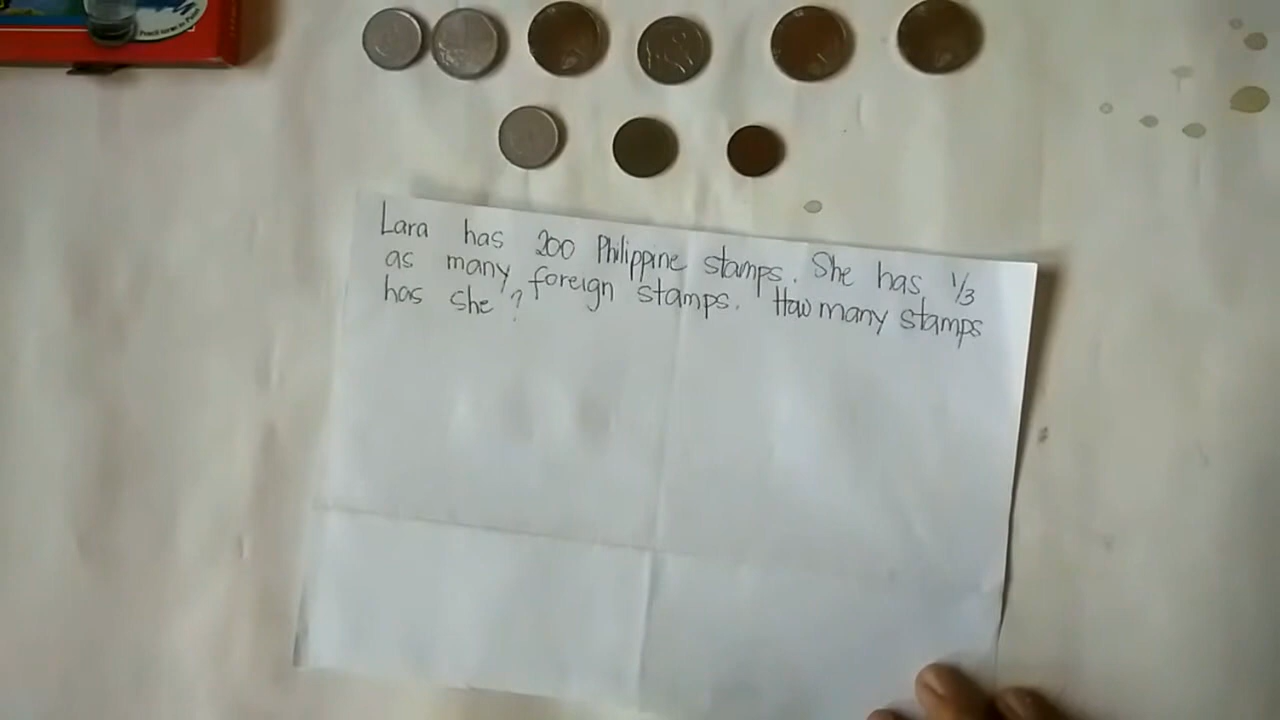 Lara has 200 Philippine stamps. She has 1/3
as many foreign stamps. How many stamps
has she?